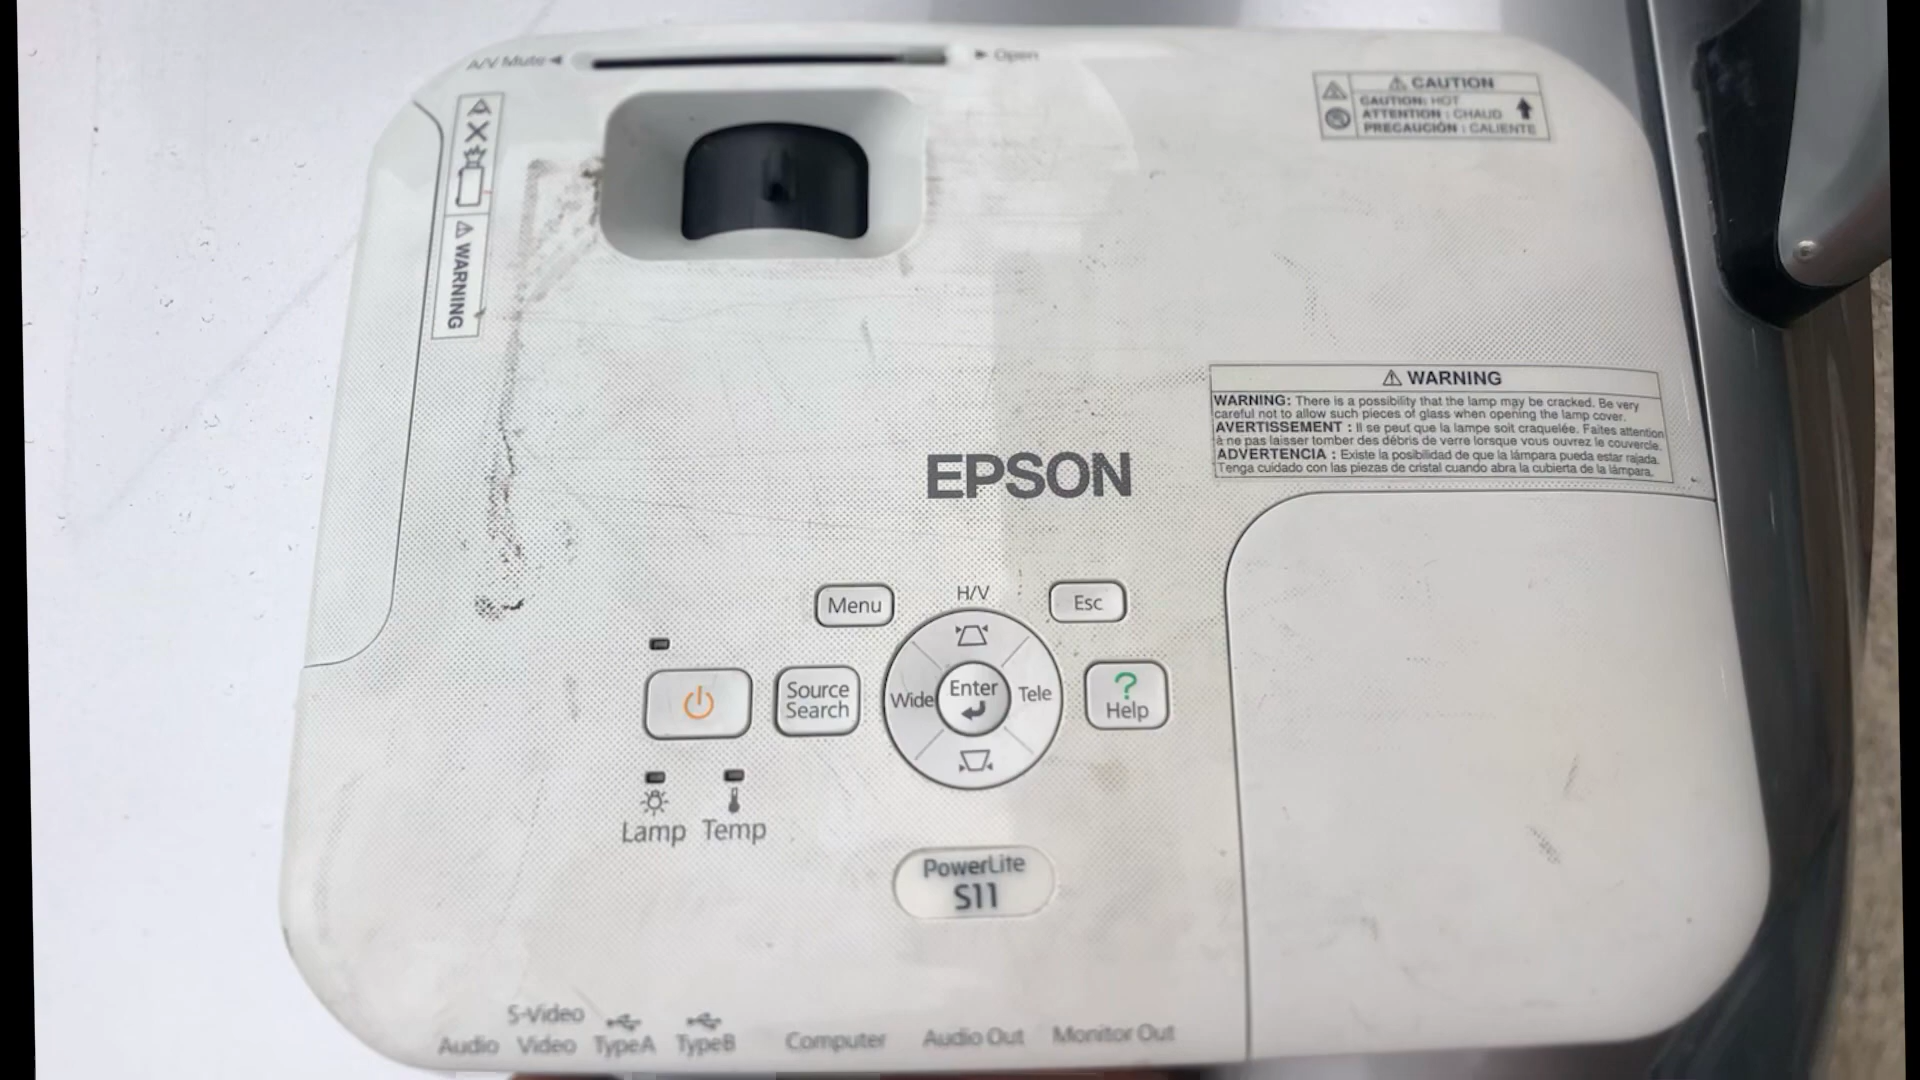 A/V Mute
Open
CAUTION
CAUTION: HOT
ATTENTION : CHAUD
PRECAUCIÓN : CALIENTE
WARNING
WARNING
WARNING: There is a possibility that the lamp may be cracked. Be very
careful not to allow such pieces of glass when opening the lamp cover.
AVERTISSEMENT : Il se peut que la lampe soit craquelée. Faites attention
à ne pas laisser tomber des débris de verre lorsque vous ouvrez le couvercle.
ADVERTENCIA : Existe la posibilidad de que la lámpara pueda estar rajada.
Tenga cuidado con las piezas de cristal cuando abra la cubierta de la lámpara.
EPSON
Menu
H/V
Esc
Source
Search
Wide
Enter
Tele
?
Help
Lamp
Temp
PowerLite
S11
S-Video
Audio
Video
TypeA
TypeB
Computer
Audio Out
Monitor Out